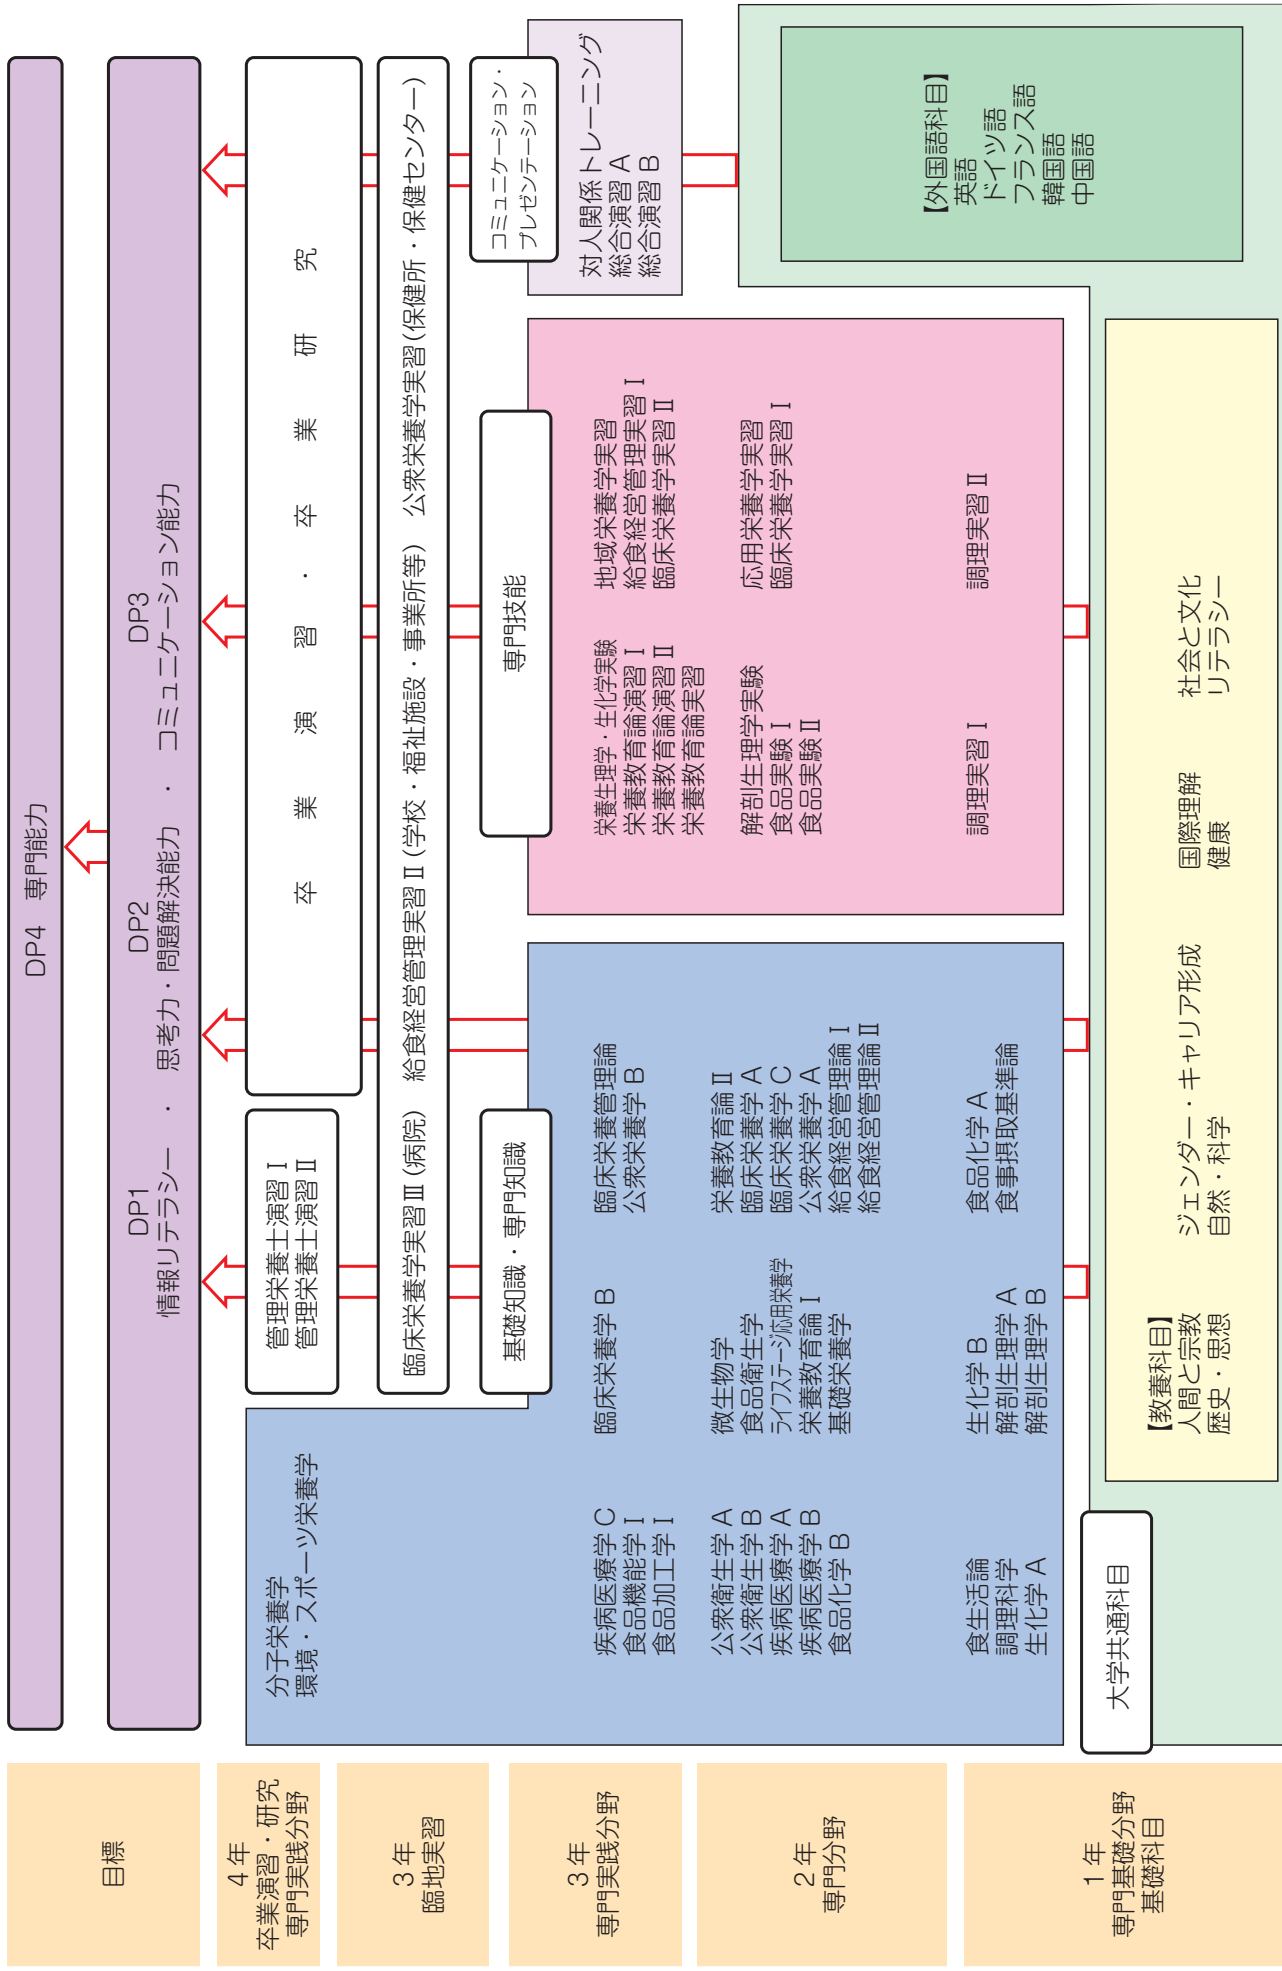 目標
DP4　専門能力
DP1
情報リテラシー
・
DP2
思考力・問題解決能力
・
DP3
コミュニケーション能力
4年
卒業演習・研究
専門実践分野
分子栄養学
環境・スポーツ栄養学
管理栄養士演習Ⅰ
管理栄養士演習Ⅱ
卒業演習・卒業研究
3年
臨地実習
臨床栄養学実習Ⅲ（病院）　給食経営管理実習Ⅱ（学校・福祉施設・事業所等）　公衆栄養学実習（保健所・保健センター）
3年
専門実践分野
基礎知識・専門知識
専門技能
コミュニケーション・
プレゼンテーション
疾病医療学C
食品機能学Ⅰ
食品加工学Ⅰ
臨床栄養学B
臨床栄養管理論
公衆栄養学B
栄養生理学・生化学実験
栄養教育論演習Ⅰ
栄養教育論演習Ⅱ
栄養教育論実習
地域栄養学実習
給食経営管理実習Ⅰ
臨床栄養学実習Ⅱ
対人関係トレーニング
総合演習A
総合演習B
2年
専門分野
公衆衛生学A
公衆衛生学B
疾病医療学A
疾病医療学B
食品化学B
微生物学
食品衛生学
ライフステージ応用栄養学
栄養教育論Ⅰ
基礎栄養学
栄養教育論Ⅱ
臨床栄養学A
臨床栄養学C
公衆栄養学A
給食経営管理論Ⅰ
給食経営管理論Ⅱ
解剖生理学実験
食品実験Ⅰ
食品実験Ⅱ
応用栄養学実習
臨床栄養学実習Ⅰ
1年
専門基礎分野
基礎科目
食生活論
調理科学
生化学A
生化学B
解剖生理学A
解剖生理学B
食品化学A
食事摂取基準論
調理実習Ⅰ
調理実習Ⅱ
大学共通科目
【教養科目】
人間と宗教
歴史・思想
ジェンダー・キャリア形成
自然・科学
国際理解
健康
社会と文化
リテラシー
【外国語科目】
英語
ドイツ語
フランス語
韓国語
中国語